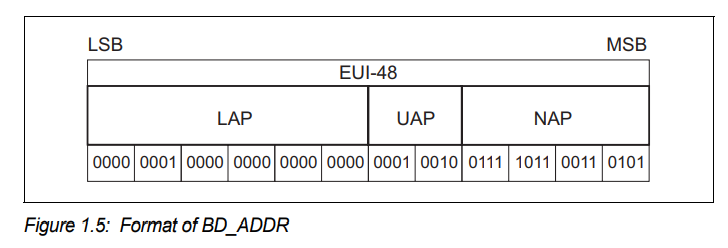 LSB MSB
EUI-48
LAP UAP NAP
0000 0001 0000 0000 0000 0000 0001 0010 0111 1011 0011 0101
Figure 1.5: Format of BD_ADDR